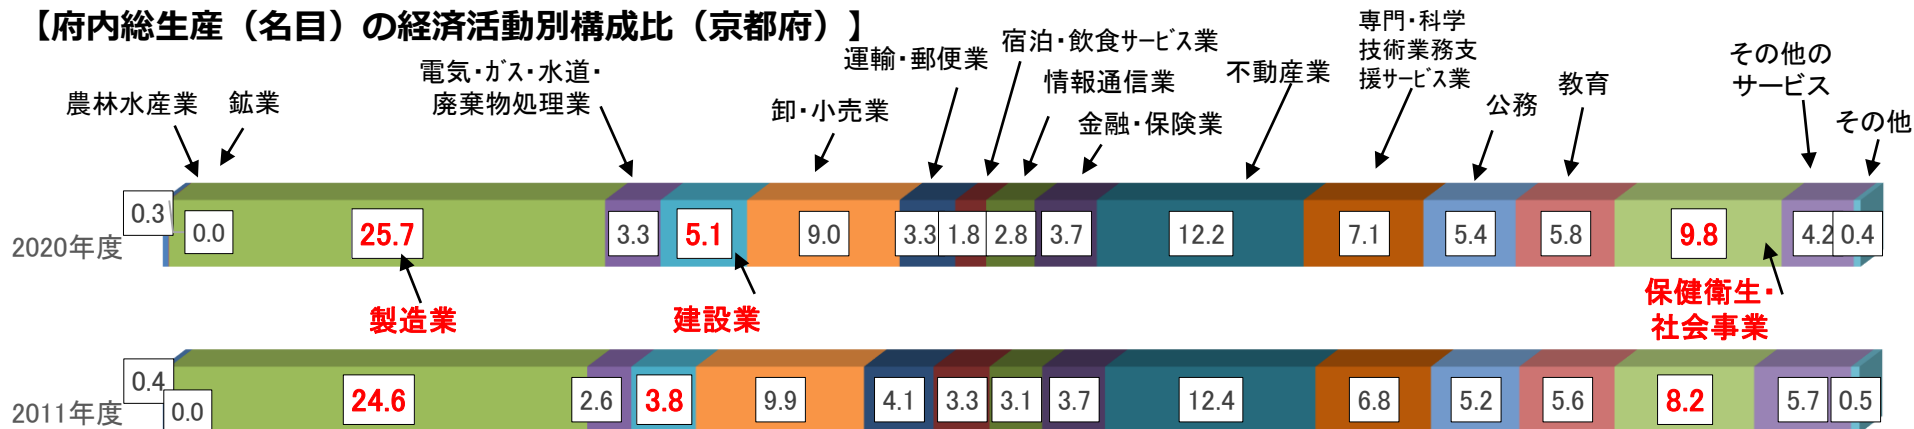 【府内総生産（名目）の経済活動別構成比（京都府）】
農林水産業
鉱業
電気・ガス・水道・
廃棄物処理業
卸・小売業
運輸・郵便業
宿泊・飲食サービス業
情報通信業
金融・保険業
不動産業
専門・科学
技術業務支
援サービス業
公務
教育
その他の
サービス
その他
2020年度
0.3
0.0
25.7
3.3
5.1
9.0
3.3
1.8
2.8
3.7
12.2
7.1
5.4
5.8
9.8
4.2
0.4
製造業
建設業
保健衛生・
社会事業
2011年度
0.4
0.0
24.6
2.6
3.8
9.9
4.1
3.3
3.1
3.7
12.4
6.8
5.2
5.6
8.2
5.7
0.5